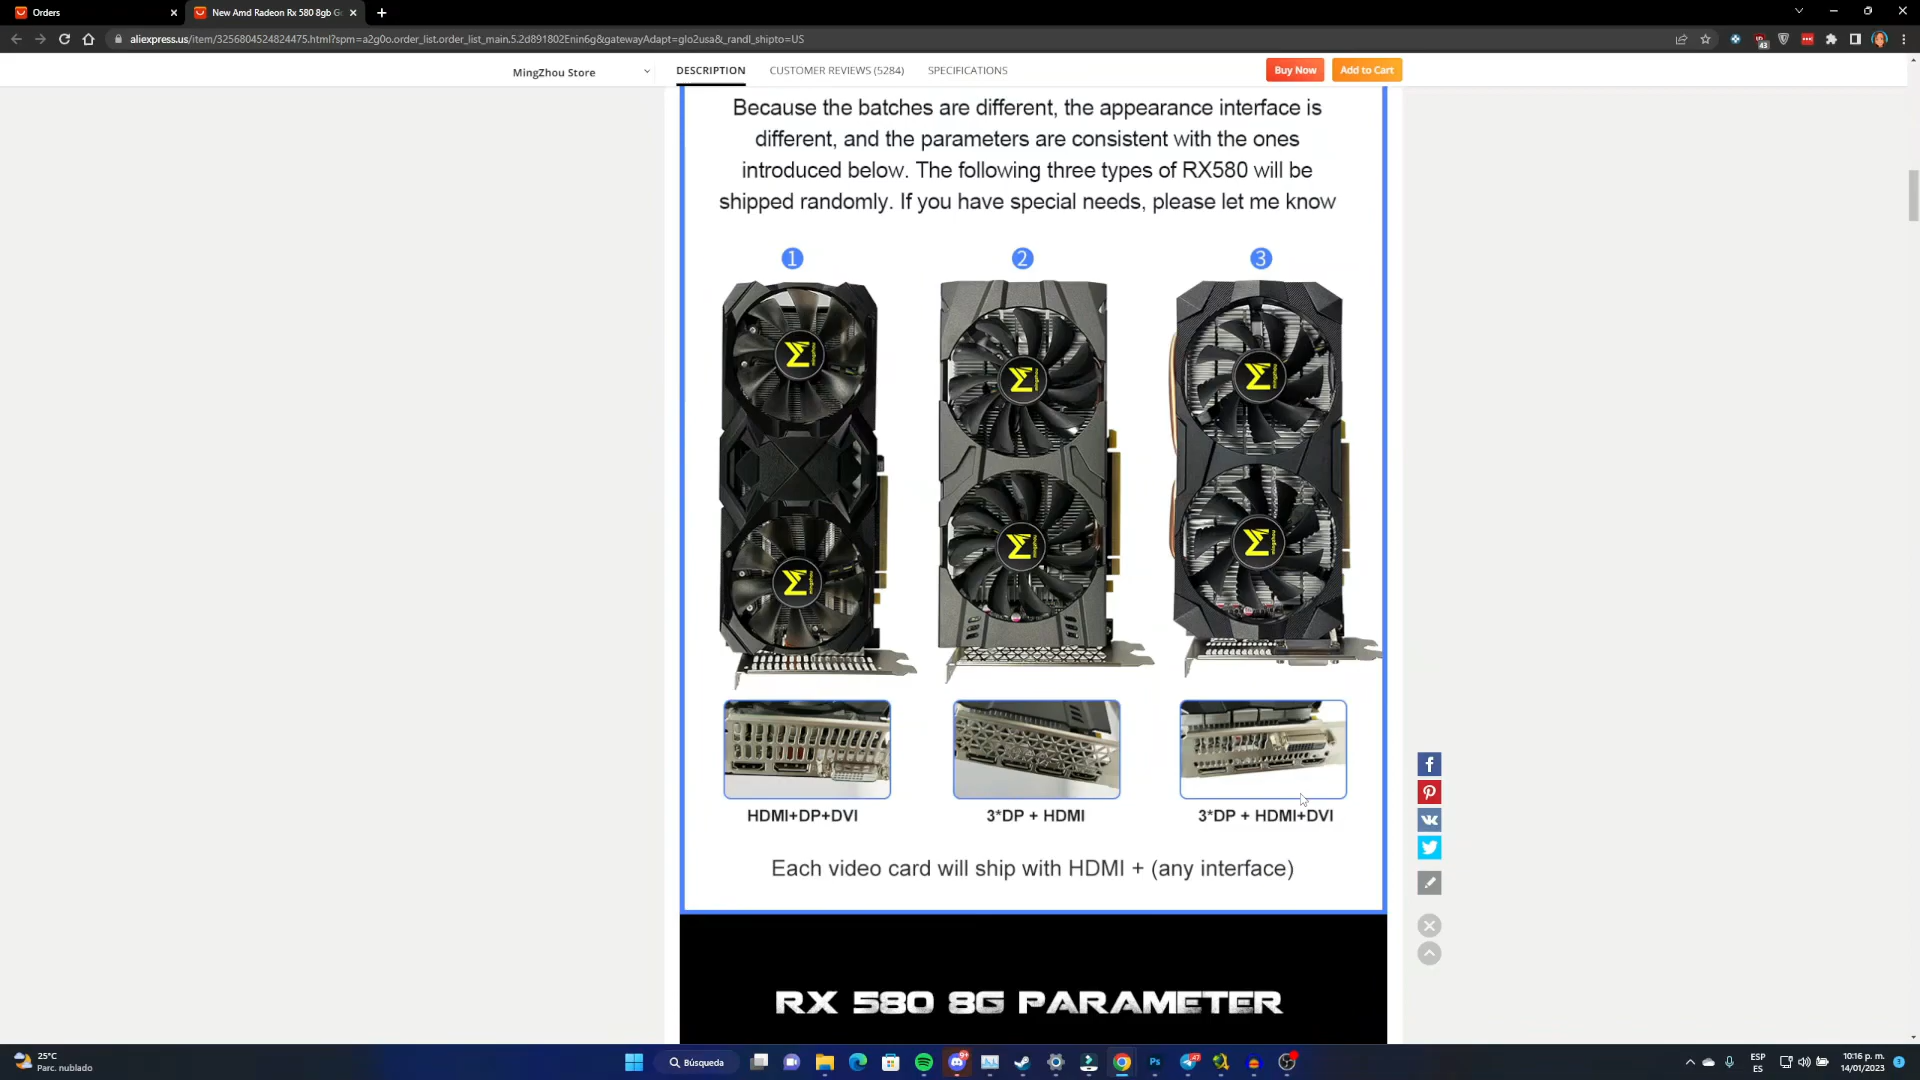 Orders
New Amd Radeon Rx 580 8gb G
aliexpress.us/item/3256804524824475.html?spm=a2g0o.order_list.order_list_main.5.2d891802Enin6g&gatewayAdapt=glo2usa&_randl_shipto=US
43
MingZhou Store
DESCRIPTION
CUSTOMER REVIEWS (5284)
SPECIFICATIONS
Buy Now
Add to Cart
Because the batches are different, the appearance interface is
different, and the parameters are consistent with the ones
introduced below. The following three types of RX580 will be
shipped randomly. If you have special needs, please let me know
1 2 3
HDMI+DP+DVI
3*DP + HDMI
3*DP + HDMI+DVI
Each video card will ship with HDMI + (any interface)
RX 580 8G PARAMETER
25°C
Parc. nublado
Búsqueda
Ps
ESP
ES
10:16 p. m.
14/01/2023